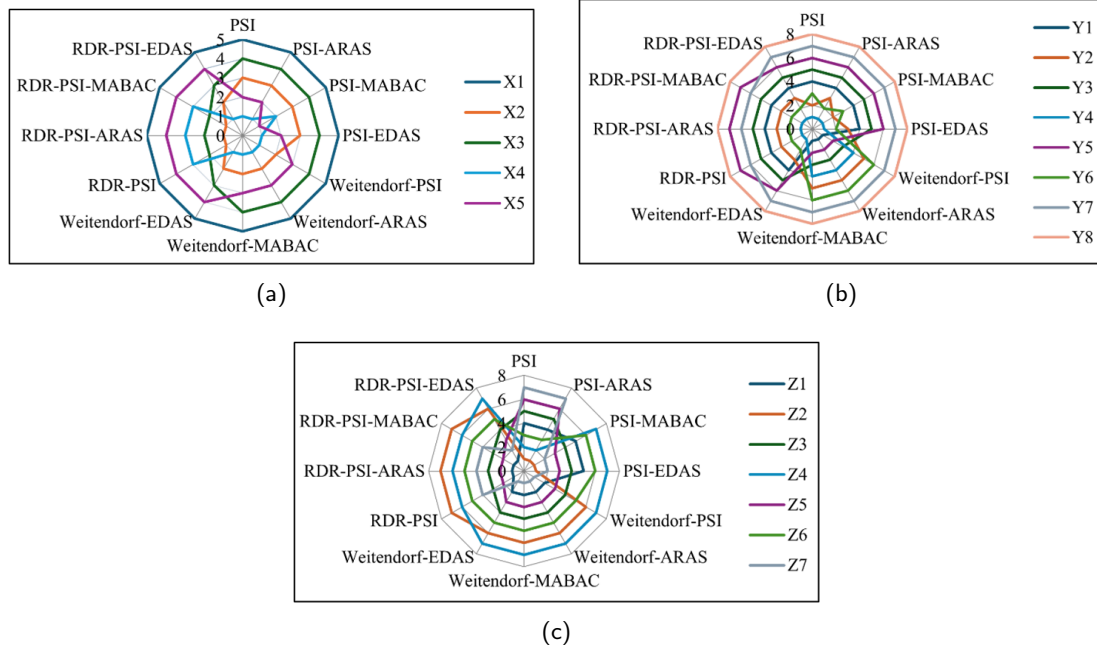 PSI
RDR-PSI-EDAS
PSI-ARAS
RDR-PSI-MABAC
PSI-MABAC
RDR-PSI-ARAS
PSI-EDAS
RDR-PSI
Weitendorf-PSI
Weitendorf-EDAS
Weitendorf-ARAS
Weitendorf-MABAC
5
4
3
2
1
0
X1
X2
X3
X4
X5
(a)
PSI
RDR-PSI-EDAS
PSI-ARAS
RDR-PSI-MABAC
PSI-MABAC
RDR-PSI-ARAS
PSI-EDAS
RDR-PSI
Weitendorf-PSI
Weitendorf-EDAS
Weitendorf-ARAS
Weitendorf-MABAC
8
6
4
2
0
Y1
Y2
Y3
Y4
Y5
Y6
Y7
Y8
(b)
PSI
RDR-PSI-EDAS
PSI-ARAS
RDR-PSI-MABAC
PSI-MABAC
RDR-PSI-ARAS
PSI-EDAS
RDR-PSI
Weitendorf-PSI
Weitendorf-EDAS
Weitendorf-ARAS
Weitendorf-MABAC
8
6
4
2
0
Z1
Z2
Z3
Z4
Z5
Z6
Z7
(c)